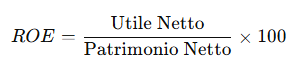 ROE = Utile Netto / Patrimonio Netto × 100